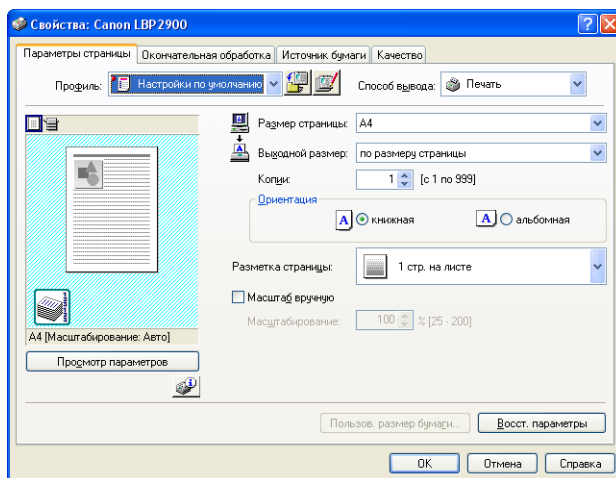 Свойства: Canon LBP2900
Параметры страницы Окончательная обработка Источник бумаги Качество
Профиль: Настройки по умолчанию Способ вывода: Печать
Размер страницы: A4
Выходной размер: по размеру страницы
Копии: 1 [с 1 по 999]
Ориентация
A книжная A альбомная
Разметка страницы: 1 стр. на листе
Масштаб вручную
Масштабирование: 100 % [25 - 200]
A4 [Масштабирование: Авто]
Просмотр параметров
Пользов. размер бумаги... Восст. параметры
OK Отмена Справка